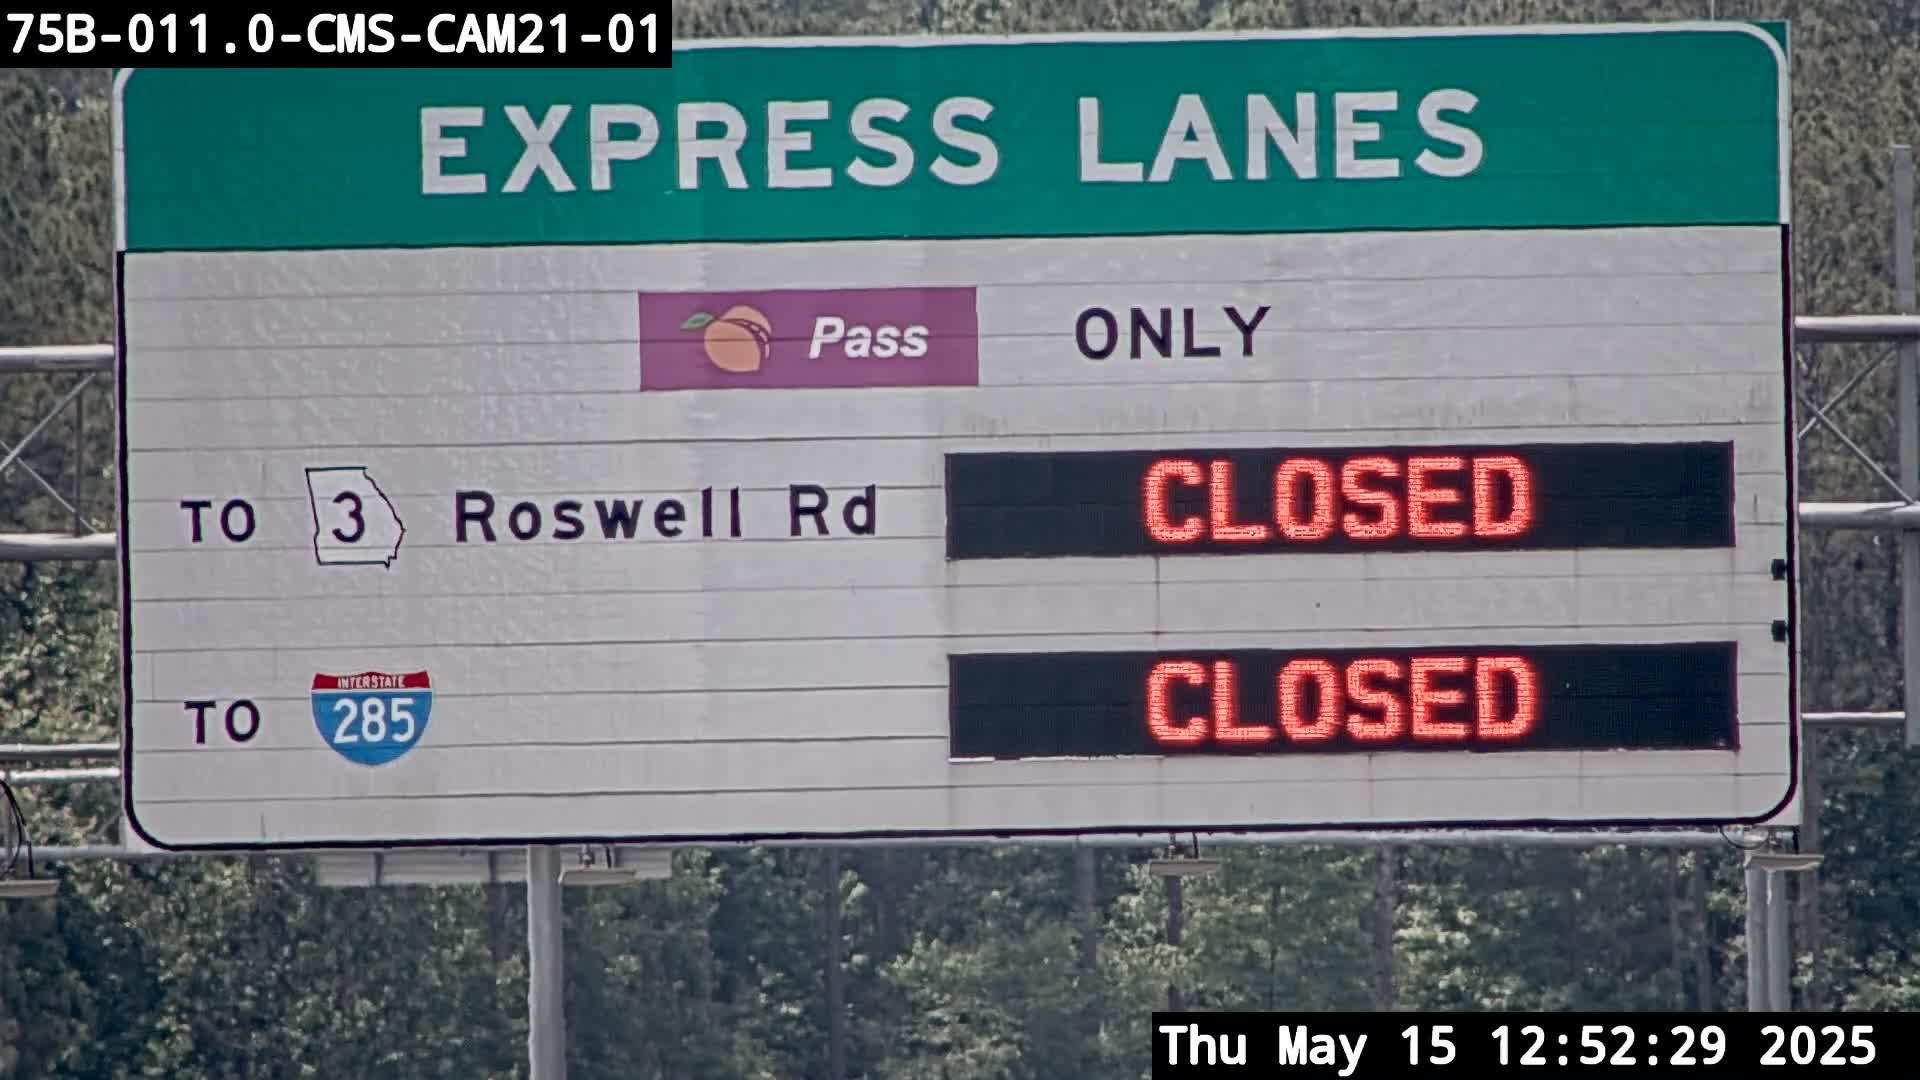 75B-011.0-CMS-CAM21-01
EXPRESS LANES
Pass ONLY
TO 3 Roswell Rd CLOSED
TO INTERSTATE 285 CLOSED
Thu May 15 12:52:29 2025